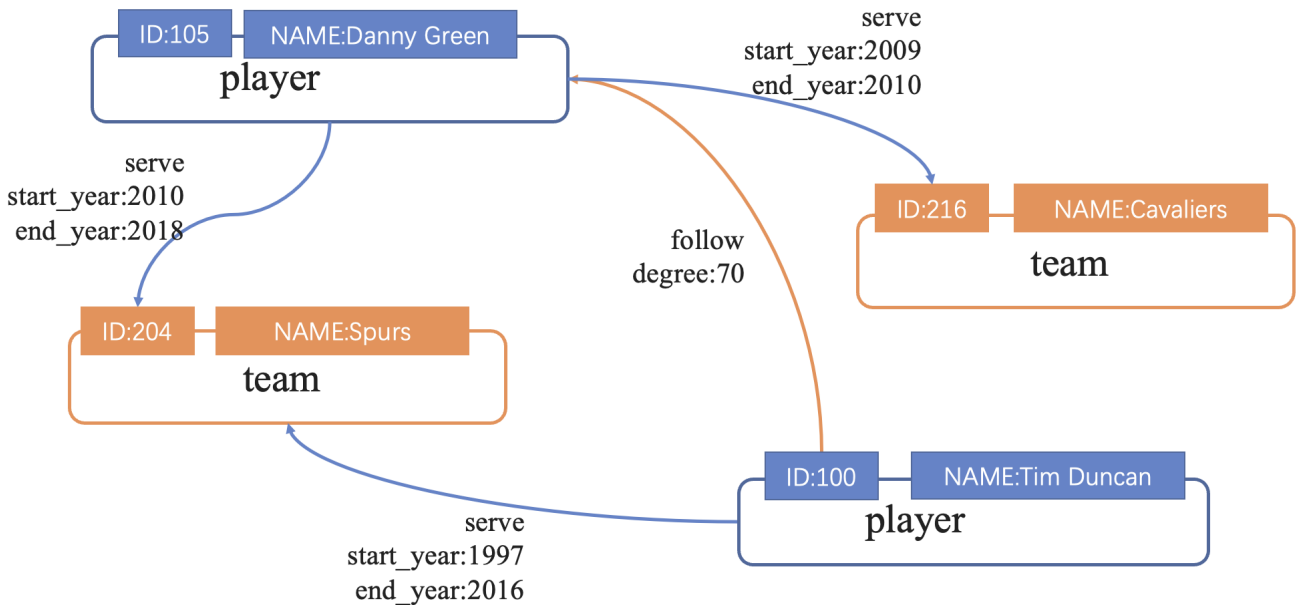 ID:105
NAME:Danny Green
player
serve
start_year:2009
end_year:2010
serve
start_year:2010
end_year:2018
ID:216
NAME:Cavaliers
team
follow
degree:70
ID:204
NAME:Spurs
team
ID:100
NAME:Tim Duncan
player
serve
start_year:1997
end_year:2016